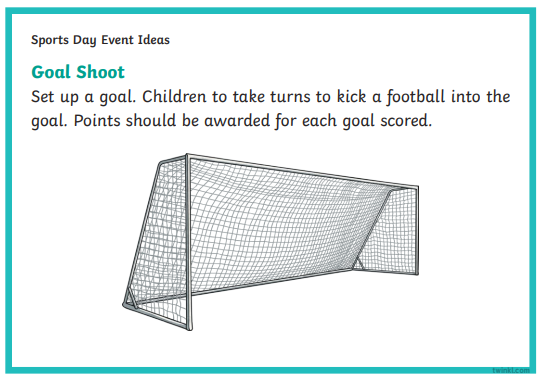 Sports Day Event Ideas
Goal Shoot
Set up a goal. Children to take turns to kick a football into the
goal. Points should be awarded for each goal scored.
twinkl.com